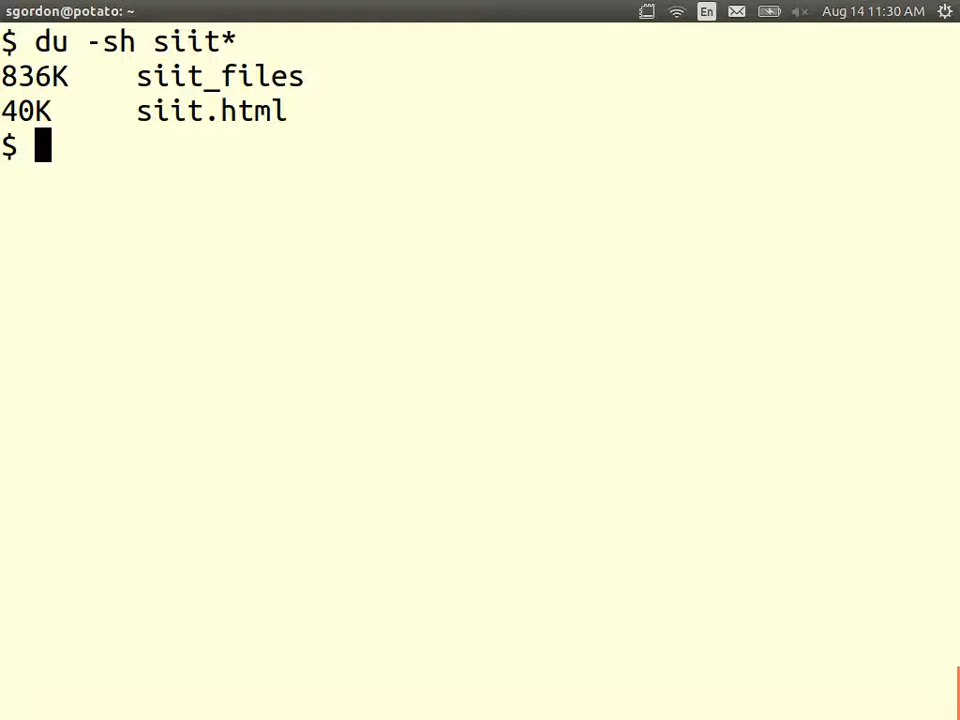 sgordon@potato: ~
En
Aug 14 11:30 AM
$ du -sh siit*
836K siit_files
40K siit.html
$